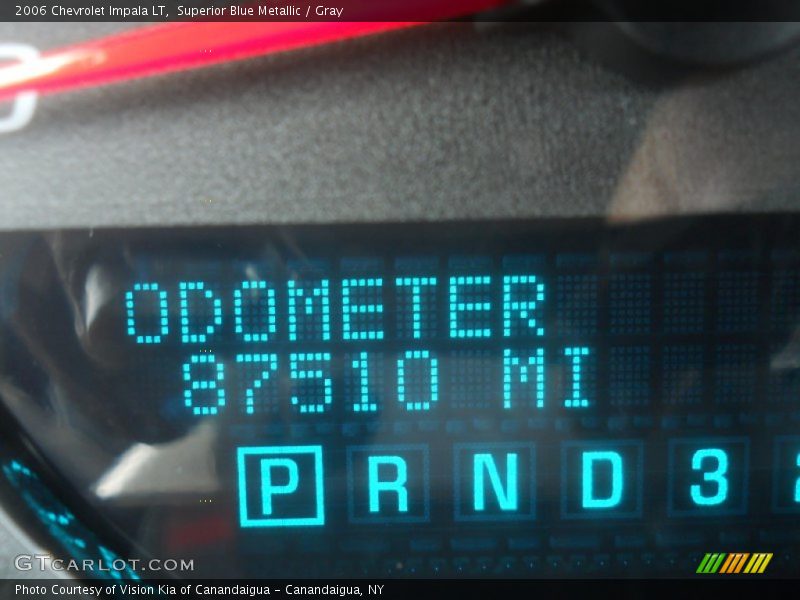 2006 Chevrolet Impala LT, Superior Blue Metallic / Gray
ODOMETER
87510 MI
P R N D 3
GTCARLOT.COM
Photo Courtesy of Vision Kia of Canandaigua - Canandaigua, NY